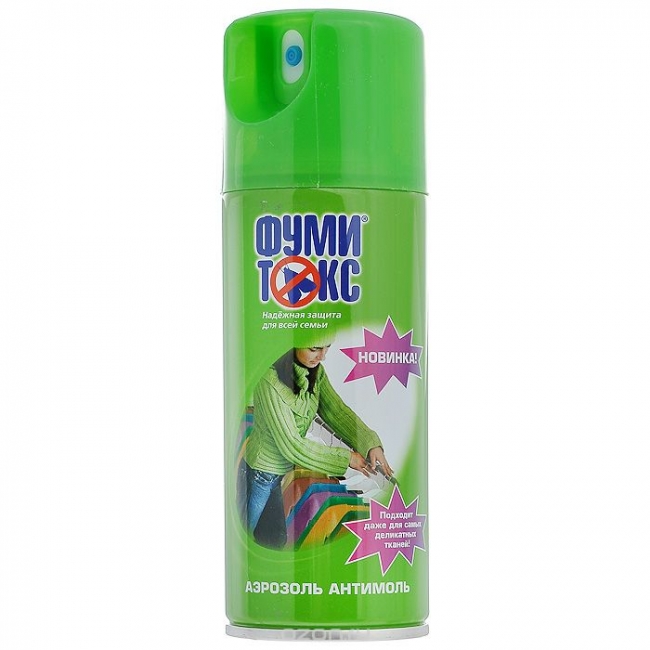 ФУМИ®
ТОКС
Надёжная защита
для всей семьи
НОВИНКА!
Подходит
даже для самых
деликатных
тканей!
АЭРОЗОЛЬ АНТИМОЛЬ